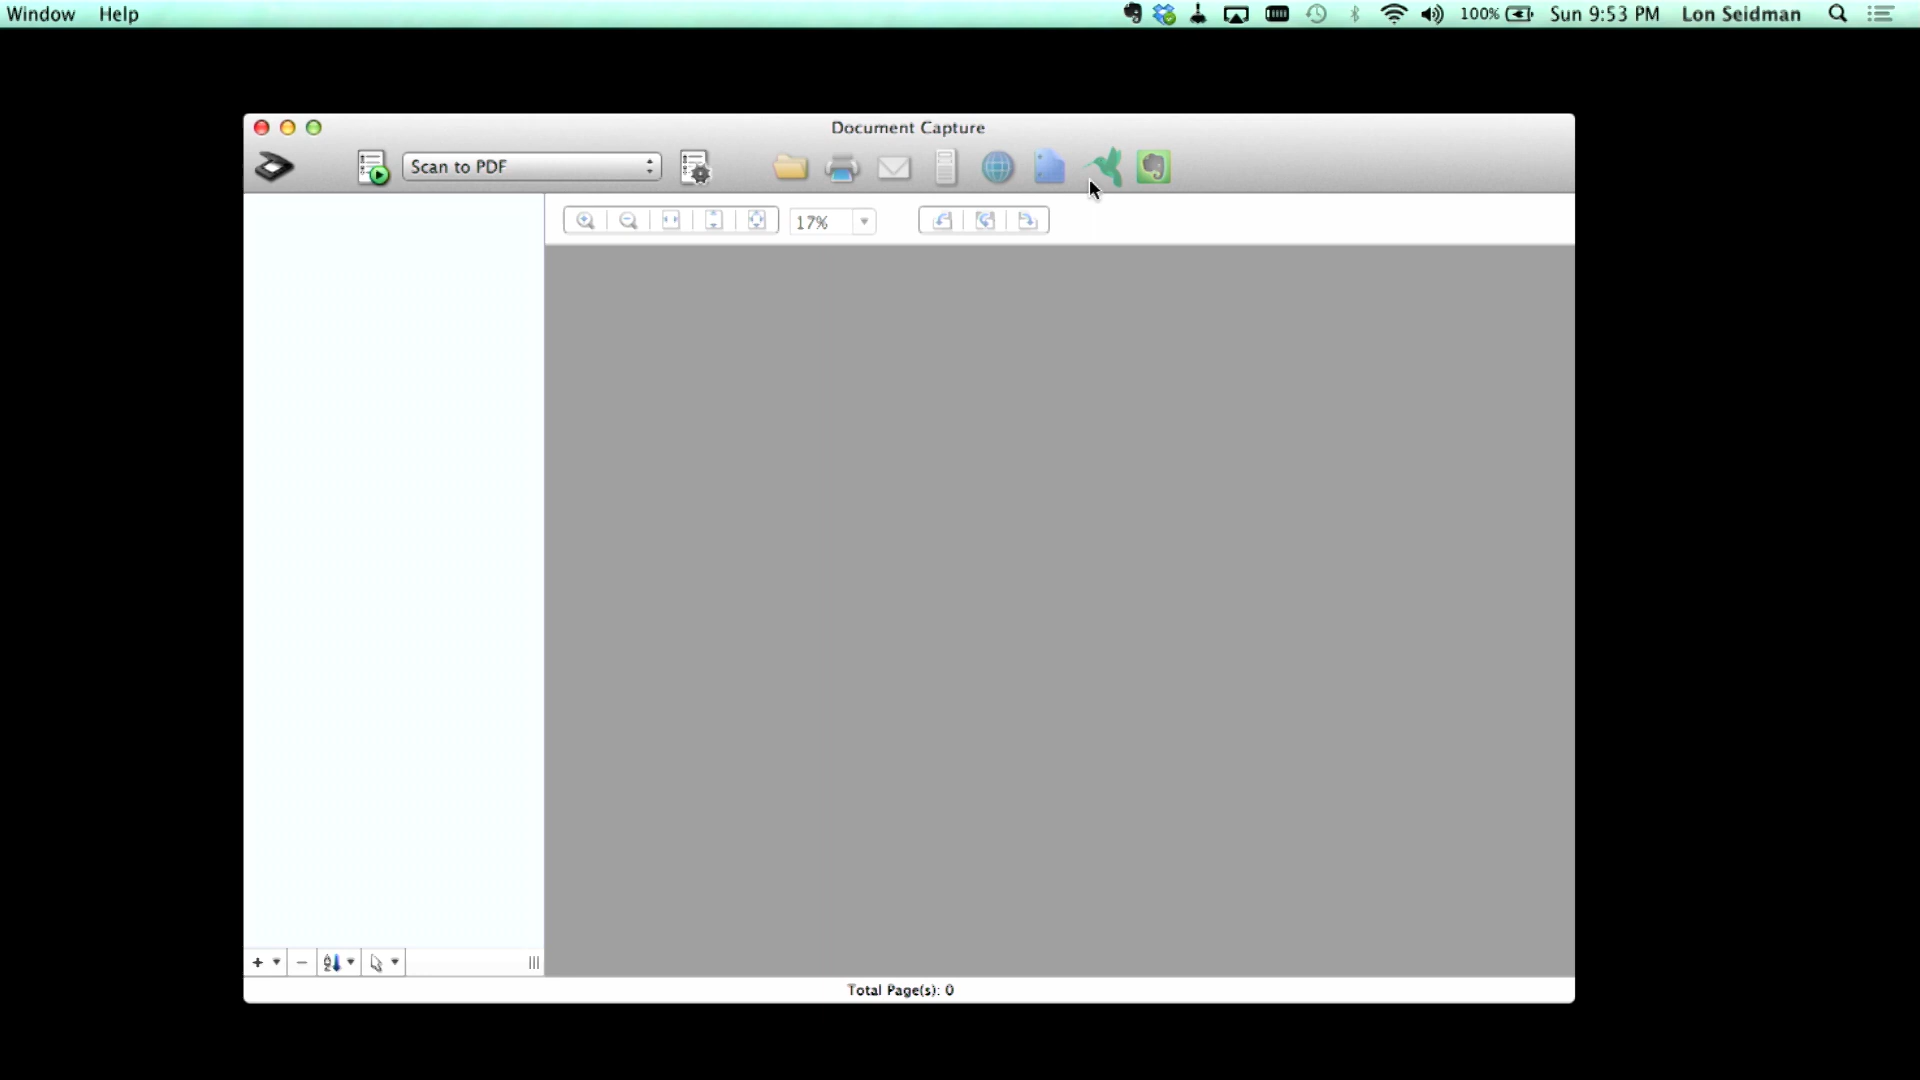 Window Help
100% Sun 9:53 PM Lon Seidman
Document Capture
Scan to PDF
17%
Total Page(s): 0